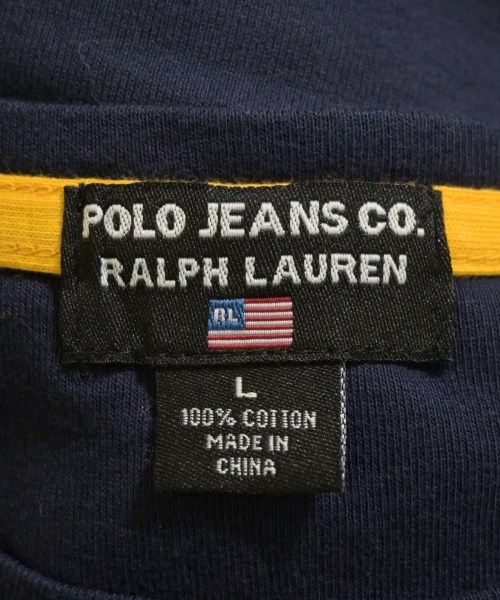 POLO JEANS CO.
RALPH LAUREN
RL
L
100% COTTON
MADE IN
CHINA